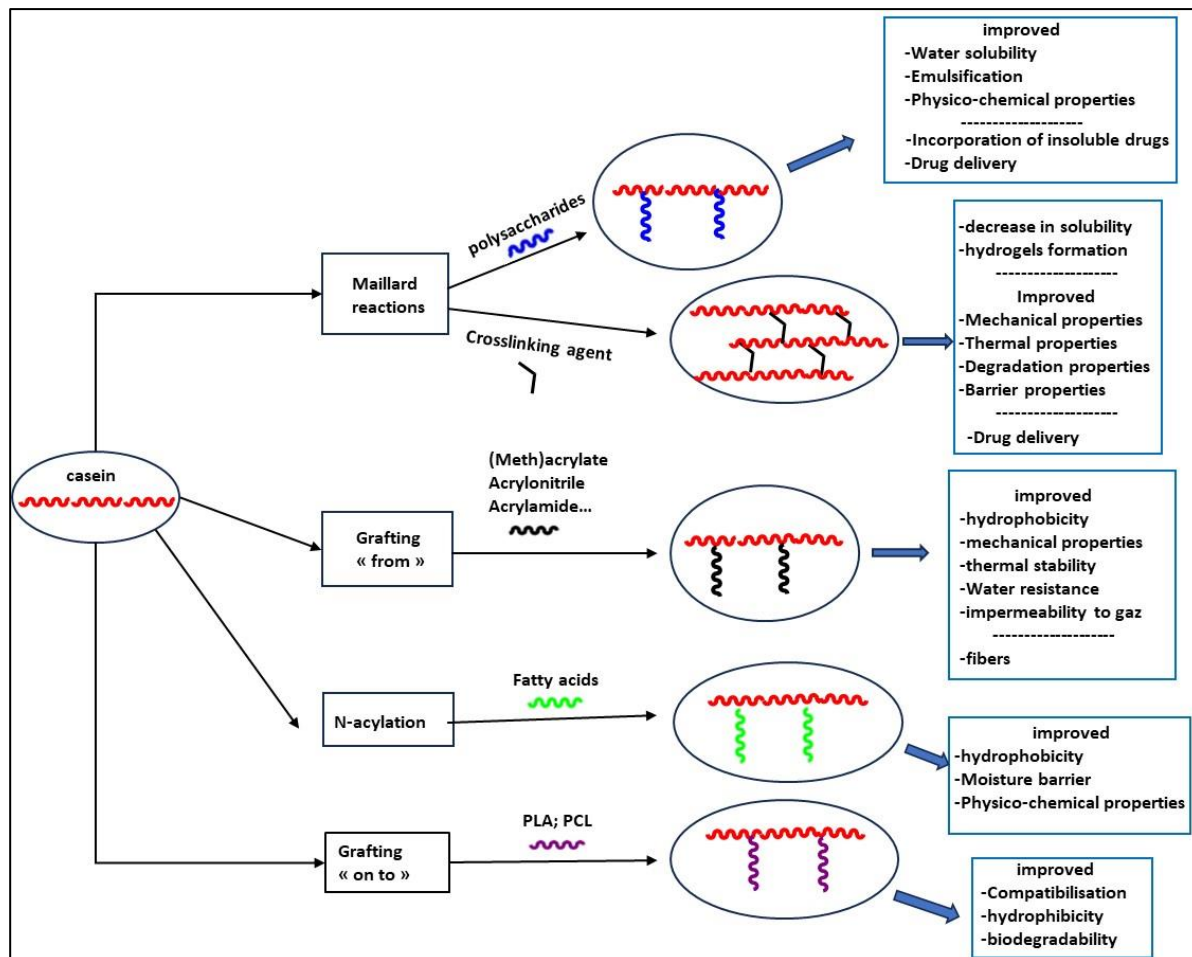 improved
-Water solubility
-Emulsification
-Physico-chemical properties
--------------------
-Incorporation of insoluble drugs
-Drug delivery
polysaccharides
Maillard
reactions
Crosslinking agent
-decrease in solubility
-hydrogels formation
--------------------
Improved
-Mechanical properties
-Thermal properties
-Degradation properties
-Barrier properties
--------------------
-Drug delivery
casein
(Meth)acrylate
Acrylonitrile
Acrylamide...
Grafting
« from »
improved
-hydrophobicity
-mechanical properties
-thermal stability
-Water resistance
-impermeability to gaz
--------------------
-fibers
Fatty acids
N-acylation
improved
-hydrophobicity
-Moisture barrier
-Physico-chemical properties
PLA; PCL
Grafting
« on to »
improved
-Compatibilisation
-hydrophibicity
-biodegradability